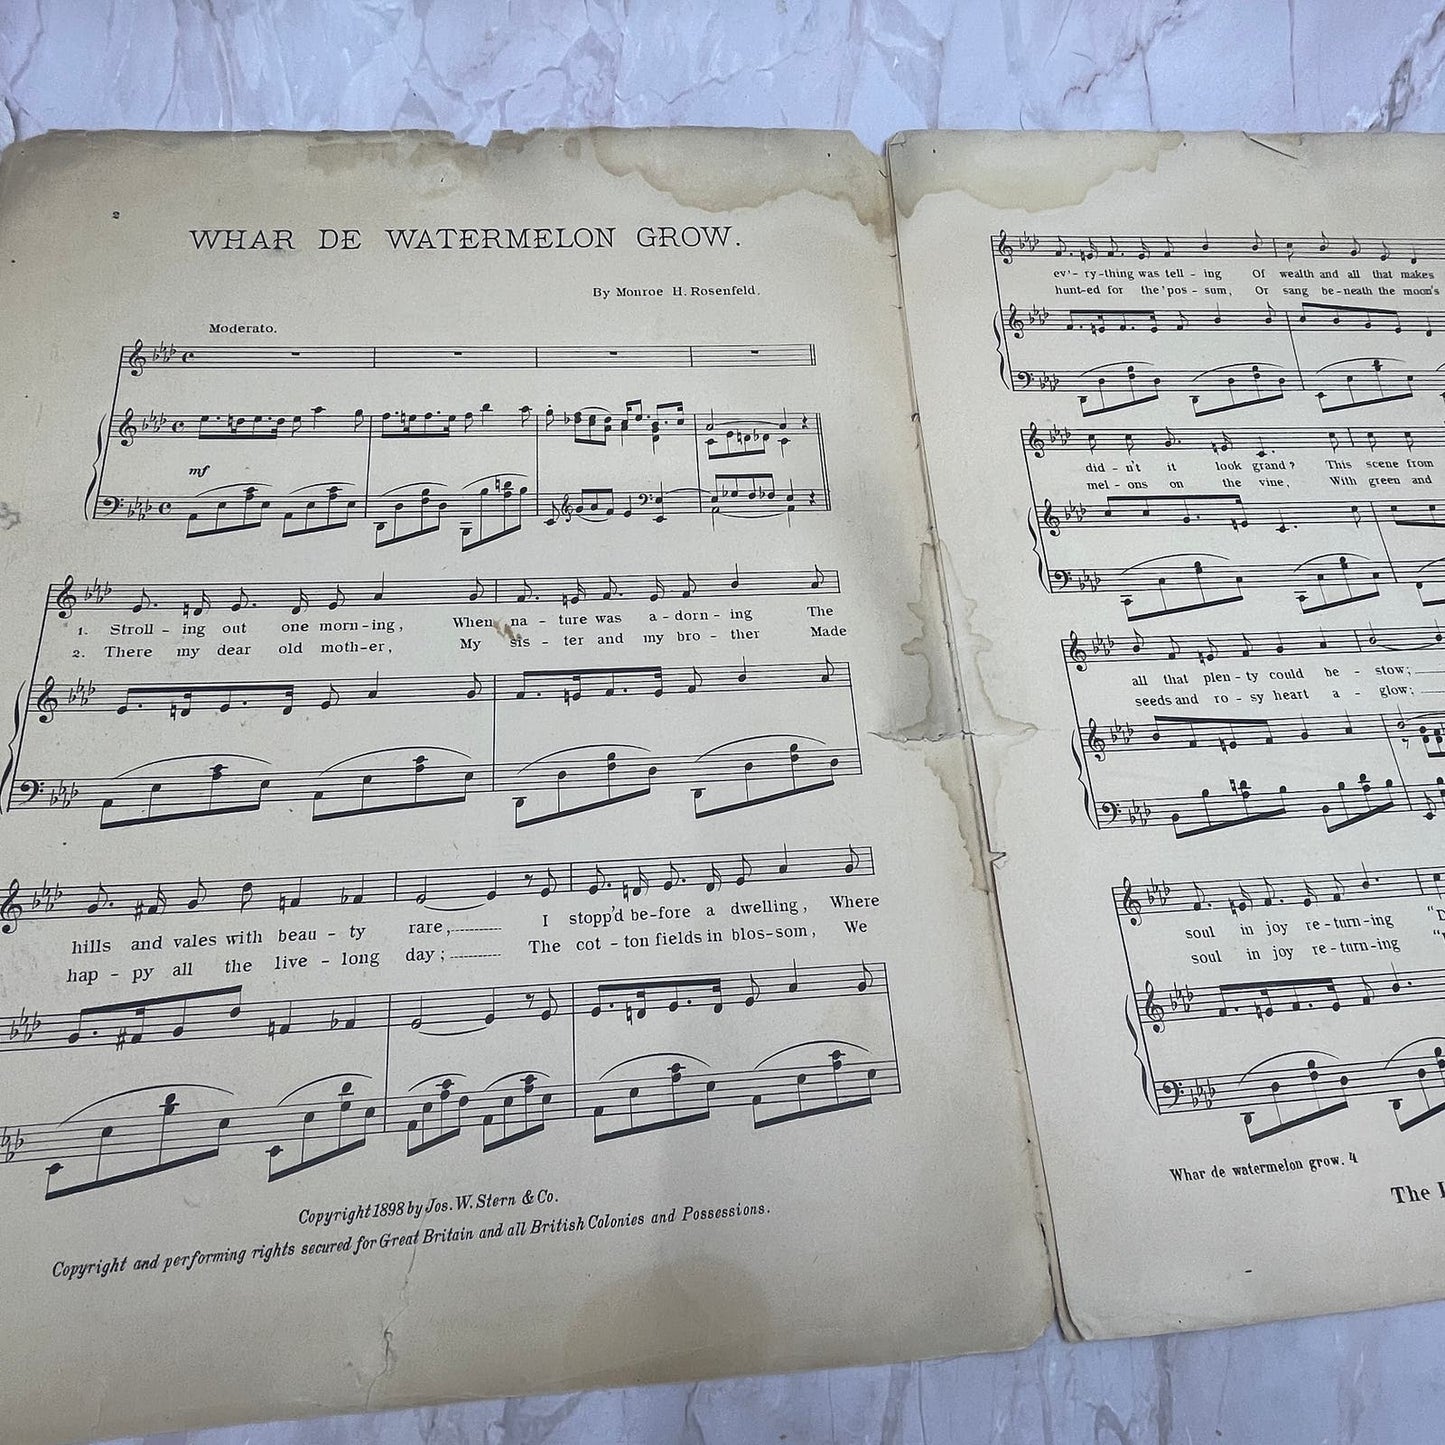 2
WHAR DE WATERMELON GROW.
By Monroe H. Rosenfeld.
Moderato.
mf
1. Stroll - ing out one morn - ing, When na - ture was a - dorn - ing The
2. There my dear old moth - er, My sis - ter and my bro - ther Made
hills and vales with beau - ty rare, I stopp'd be - fore a dwelling, Where
hap - py all the live - long day; The cot - ton fields in blos - som, We
Copyright 1898 by Jos. W. Stern & Co.
Copyright and performing rights secured for Great Britain and all British Colonies and Possessions.
ev' - ry - thing was tell - ing Of wealth and all that makes
hunt - ed for the 'pos - sum, Or sang be - neath the moon's
did - n't it look grand? This scene from
mel - ons on the vine, With green and
all that plen - ty could be - stow;
seeds and ro - sy heart a - glow;
soul in joy re - turn - ing "D
soul in joy re - turn - ing
Whar de watermelon grow. 4
The